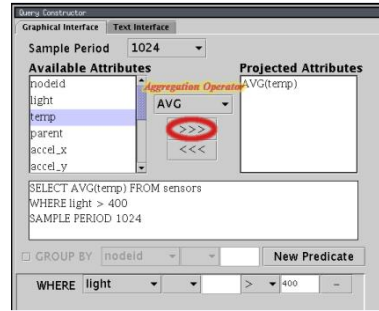 Query Constructor
Graphical Interface Text Interface
Sample Period 1024
Available Attributes Projected Attributes
nodeid
light
temp
parent
accel_x
accel_y
Aggregation Operator
AVG
>>>
<<<
AVG(temp)
SELECT AVG(temp) FROM sensors
WHERE light > 400
SAMPLE PERIOD 1024
GROUP BY nodeid New Predicate
WHERE light > 400 -